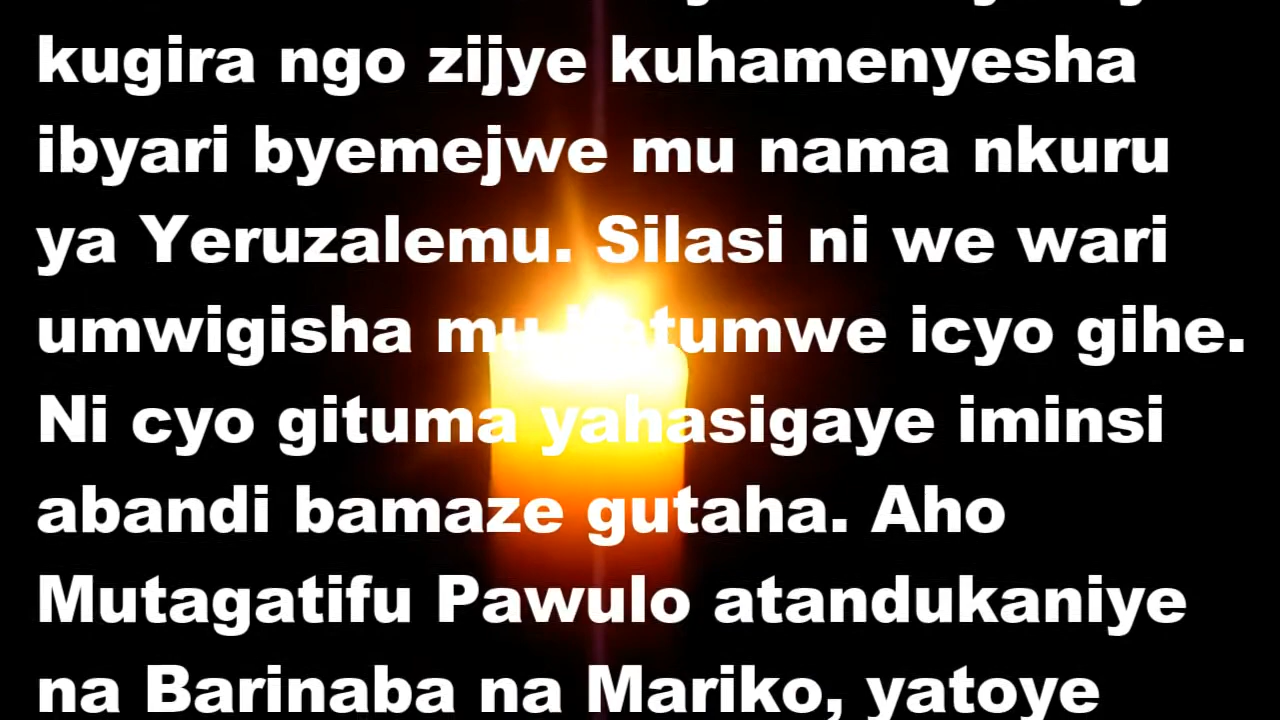 kugira ngo zijye kuhamenyesha
ibyari byemejwe mu nama nkuru
ya Yeruzalemu. Silasi ni we wari
umwigisha mu icyo gihe.
Ni cyo gituma yahasigaye iminsi
abandi bamaze gutaha. Aho
Mutagatifu Pawulo atandukaniye
na Barinaba na Mariko, yatoye